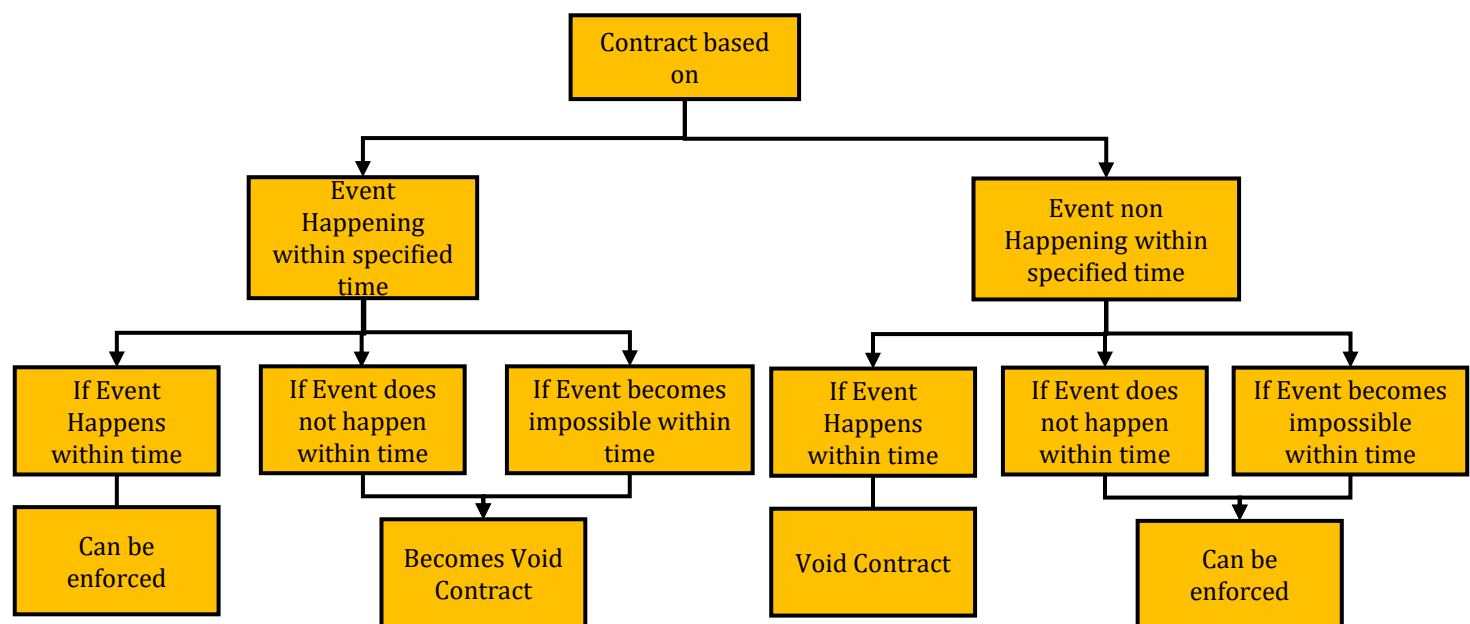 Contract based
on
Event
Happening
within specified
time
Event non
Happening within
specified time
If Event
Happens
within time
If Event does
not happen
within time
If Event becomes
impossible within
time
If Event
Happens
within time
If Event does
not happen
within time
If Event becomes
impossible
within time
Can be
enforced
Becomes Void
Contract
Void Contract
Can be
enforced